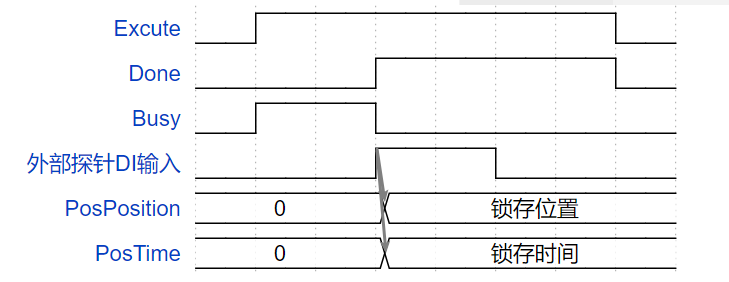 Excute
Done
Busy
外部探针DI输入
PosPosition 0 锁存位置
PosTime 0 锁存时间